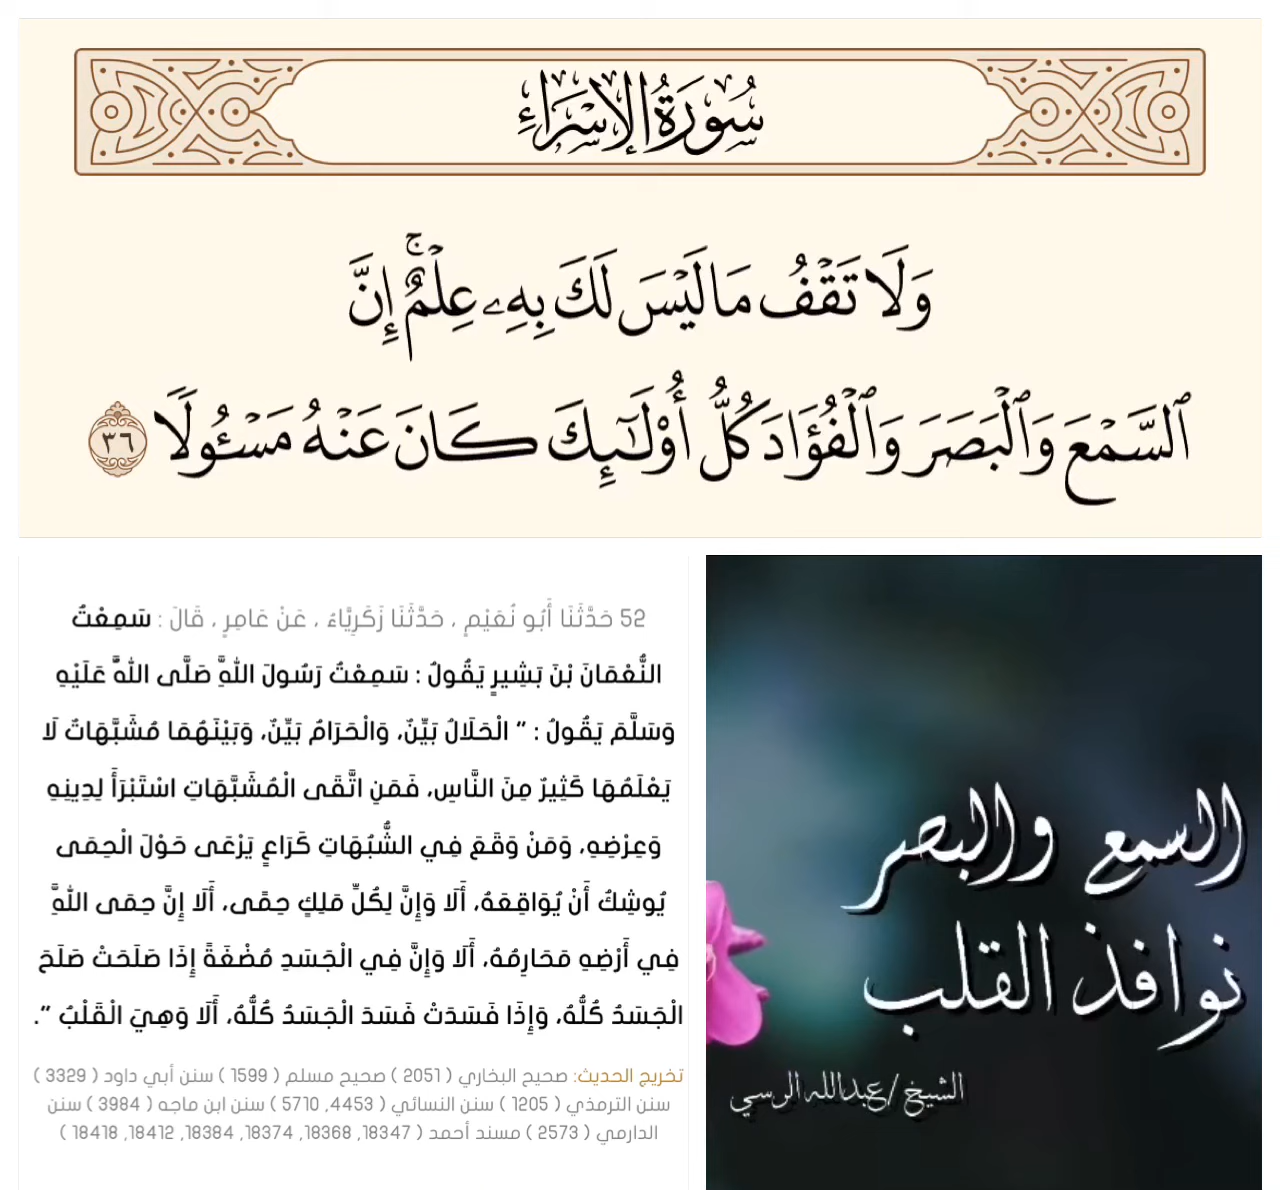 سُورَةُ الإِسْرَاءِ
وَلَا تَقْفُ مَا لَيْسَ لَكَ بِهِۦ عِلْمٌ ۚ إِنَّ
ٱلسَّمْعَ وَٱلْبَصَرَ وَٱلْفُؤَادَ كُلُّ أُو۟لَـٰٓئِكَ كَانَ عَنْهُ مَسْـُٔولًا ٣٦
52 حَدَّثَنَا أَبُو نُعَيْمٍ ، حَدَّثَنَا زَكَرِيَّاءُ ، عَنْ عَامِرٍ ، قَالَ : سَمِعْتُ
النُّعْمَانَ بْنَ بَشِيرٍ يَقُولُ : سَمِعْتُ رَسُولَ اللَّهِ صَلَّى اللَّهُ عَلَيْهِ
وَسَلَّمَ يَقُولُ : " الْحَلَالُ بَيِّنٌ، وَالْحَرَامُ بَيِّنٌ، وَبَيْنَهُمَا مُشَبَّهَاتٌ لَا
يَعْلَمُهَا كَثِيرٌ مِنَ النَّاسِ، فَمَنِ اتَّقَى الْمُشَبَّهَاتِ اسْتَبْرَأَ لِدِينِهِ
وَعِرْضِهِ، وَمَنْ وَقَعَ فِي الشُّبُهَاتِ كَرَاعٍ يَرْعَى حَوْلَ الْحِمَى
يُوشِكُ أَنْ يُوَاقِعَهُ، أَلَا وَإِنَّ لِكُلِّ مَلِكٍ حِمًى، أَلَا إِنَّ حِمَى اللَّهِ
فِي أَرْضِهِ مَحَارِمُهُ، أَلَا وَإِنَّ فِي الْجَسَدِ مُضْغَةً إِذَا صَلَحَتْ صَلَحَ
الْجَسَدُ كُلُّهُ، وَإِذَا فَسَدَتْ فَسَدَ الْجَسَدُ كُلُّهُ، أَلَا وَهِيَ الْقَلْبُ ".
تخريج الحديث: صحيح البخاري ( 2051 ) صحيح مسلم ( 1599 ) سنن أبي داود ( 3329 )
سنن الترمذي ( 1205 ) سنن النسائي ( 4453, 5710 ) سنن ابن ماجه ( 3984 ) سنن
الدارمي ( 2573 ) مسند أحمد ( 18347, 18368, 18374, 18384, 18412, 18418 )
السمع والبصر
نوافذ القلب
الشيخ / عبدالله الرسي